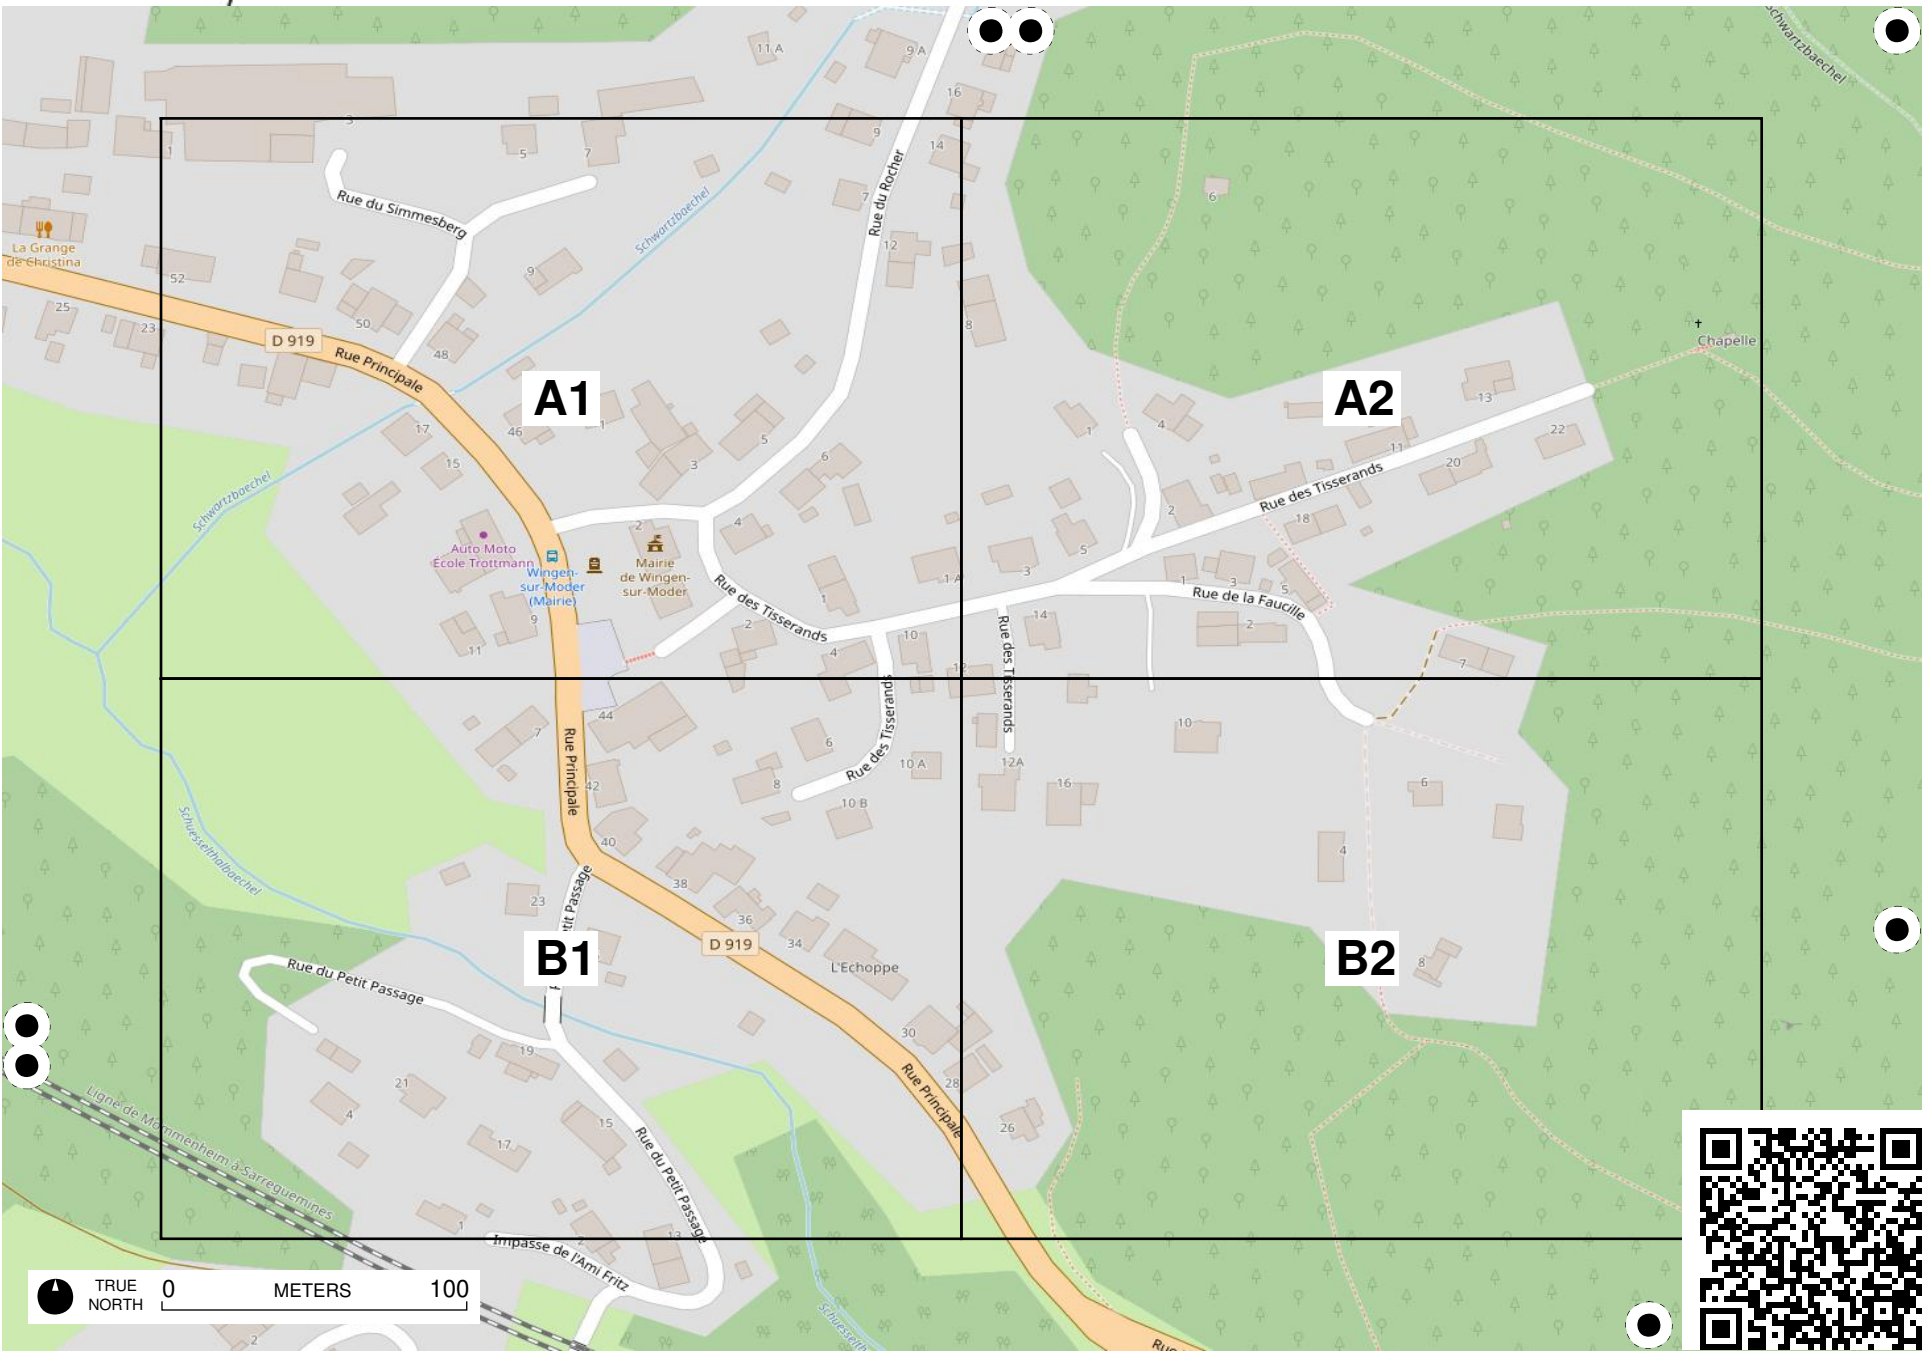 11 A
9 A
16
Schwartzbaechel
3
1
5
7
9
14
Rue du Rocher
7
6
Rue du Simmesberg
Schwartzbaechel
La Grange
de Christina
52
9
12
25
23
50
D 919
Rue Principale
48
8
Chapelle
A1
A2
17
46
1
5
1
4
13
15
3
6
11
22
20
Rue des Tisserands
Schwartzbaechel
2
4
2
18
Auto Moto
École Trottmann
Wingen-
sur-Moder
(Mairie)
Mairie
de Wingen-
sur-Moder
5
3
1 A
1
3
5
Rue de la Faucille
Rue des Tisserands
1
2
9
11
2
4
10
14
12
7
Rue des Tisserands
Rue des Tisserands
44
7
6
8
10 A
10 B
10
12A
16
6
Rue Principale
42
40
4
Schuesselthalbaechel
38
23
36
34
D 919
L'Echoppe
B1
B2
8
Rue du Petit Passage
30
19
21
4
28
26
Rue Principale
15
17
Rue du Petit Passage
Ligne de Mommenheim à Sarreguemines
1
2
13
Impasse de l'Ami Fritz
TRUE
NORTH
0 METERS 100
2